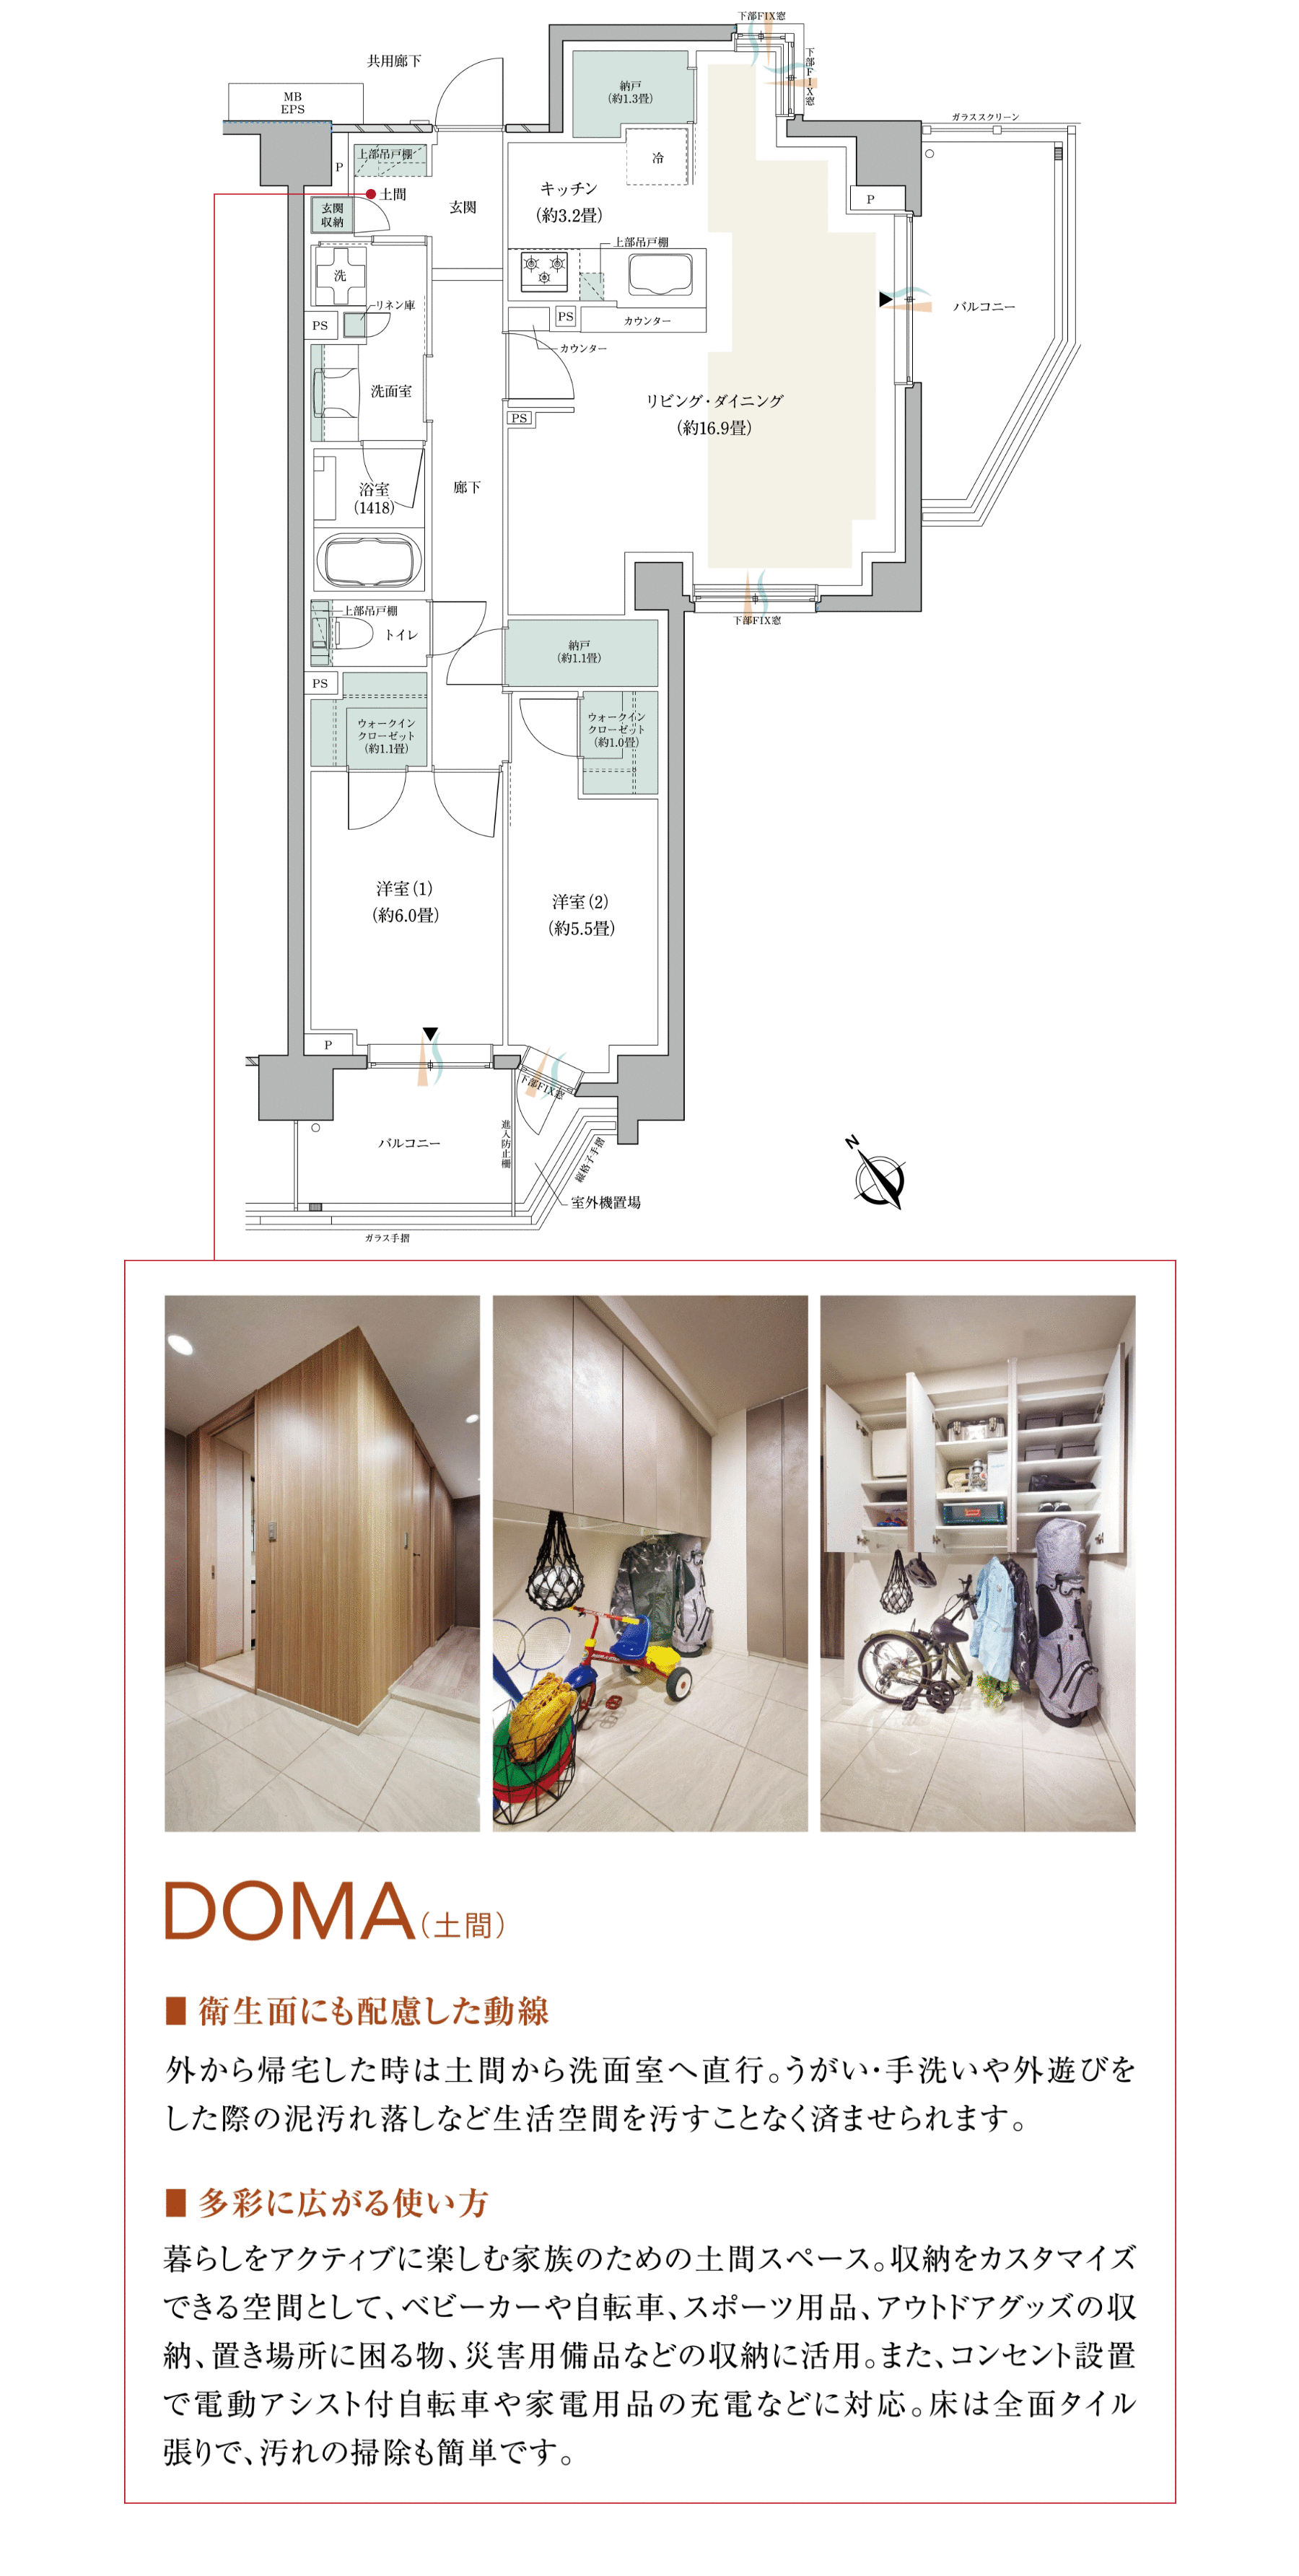 下部FIX窓
下部FIX窓
共用廊下
MB
EPS
納戸
（約1.3畳）
ガラススクリーン
P
上部吊戸棚
冷
土間
玄関
収納
玄関
キッチン
（約3.2畳）
P
洗
上部吊戸棚
リネン庫
PS
PS
カウンター
カウンター
バルコニー
洗面室
PS
リビング・ダイニング
（約16.9畳）
浴室
（1418）
廊下
上部吊戸棚
トイレ
下部FIX窓
納戸
（約1.1畳）
PS
ウォークイン
クローゼット
（約1.1畳）
ウォークイン
クローゼット
（約1.0畳）
洋室（1）
（約6.0畳）
洋室（2）
（約5.5畳）
P
下部FIX窓
バルコニー
進入防止柵
縦格子手摺
室外機置場
ガラス手摺
N
DOMA（土間）
■ 衛生面にも配慮した動線
外から帰宅した時は土間から洗面室へ直行。うがい・手洗いや外遊びを
した際の泥汚れ落しなど生活空間を汚すことなく済ませられます。
■ 多彩に広がる使い方
暮らしをアクティブに楽しむ家族のための土間スペース。収納をカスタマイズ
できる空間として、ベビーカーや自転車、スポーツ用品、アウトドアグッズの収
納、置き場所に困る物、災害用備品などの収納に活用。また、コンセント設置
で電動アシスト付自転車や家電用品の充電などに対応。床は全面タイル
張りで、汚れの掃除も簡単です。